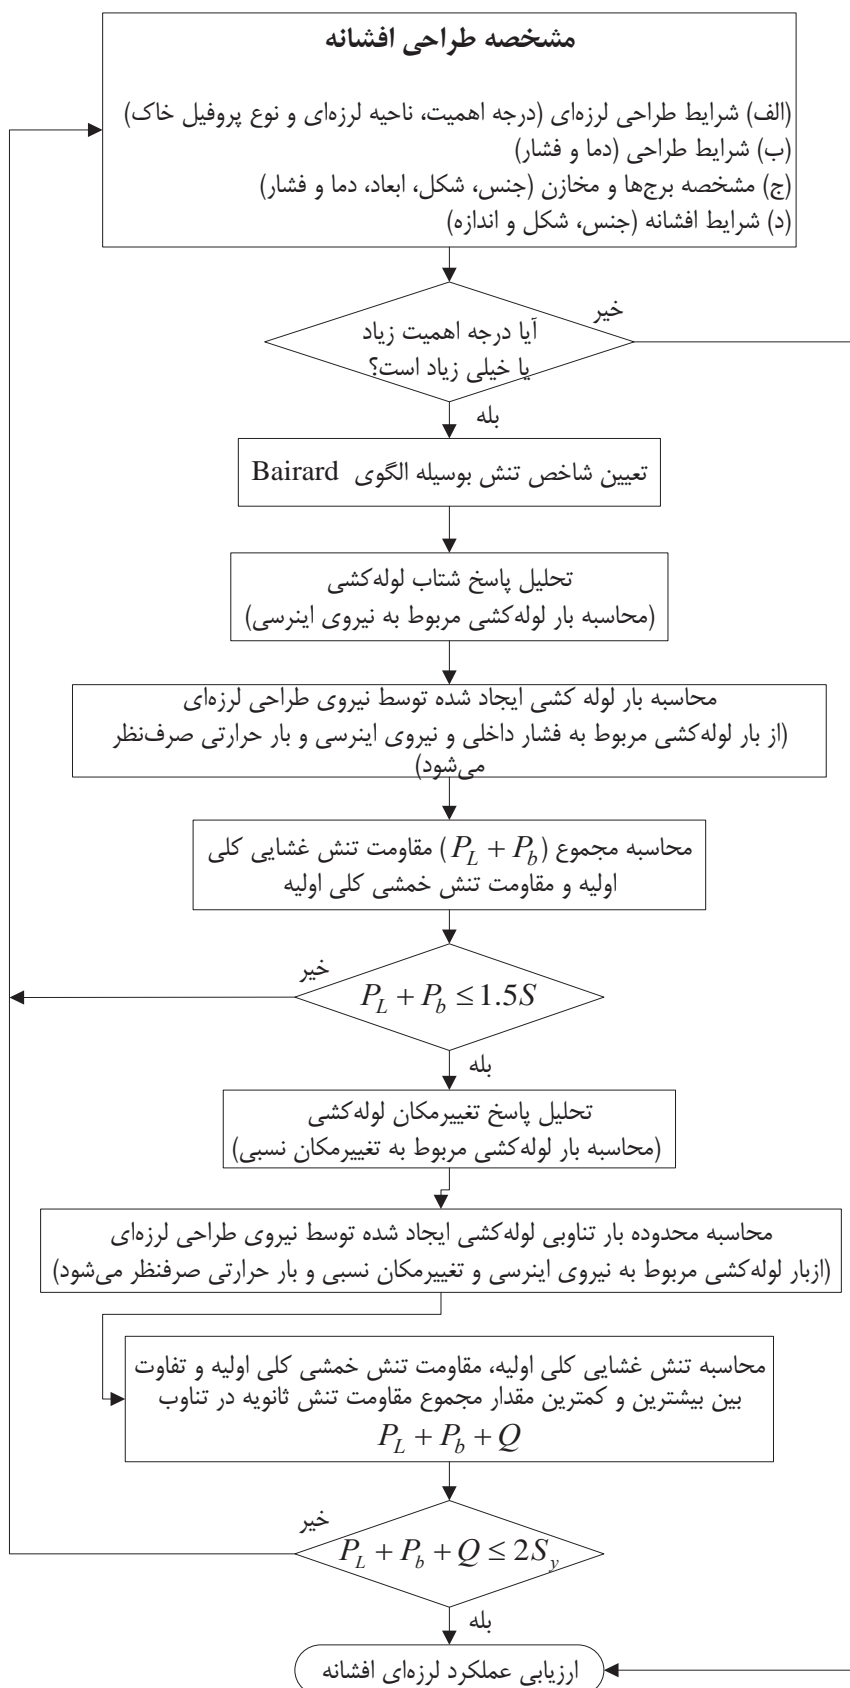 مشخصه طراحی افشانه
(الف) شرایط طراحی لرزه‌ای (درجه اهمیت، ناحیه لرزه‌ای و نوع پروفیل خاک)
(ب) شرایط طراحی (دما و فشار)
(ج) مشخصه برج‌ها و مخازن (جنس، شکل، ابعاد، دما و فشار)
(د) شرایط افشانه (جنس، شکل و اندازه)
آیا درجه اهمیت زیاد
یا خیلی زیاد است؟
خیر
بله
تعیین شاخص تنش بوسیله الگوی Bairard
تحلیل پاسخ شتاب لوله‌کشی
(محاسبه بار لوله‌کشی مربوط به نیروی اینرسی)
محاسبه بار لوله کشی ایجاد شده توسط نیروی طراحی لرزه‌ای
(از بار لوله‌کشی مربوط به فشار داخلی و نیروی اینرسی و بار حرارتی صرف‌نظر
می‌شود)
محاسبه مجموع (P_L + P_b) مقاومت تنش غشایی کلی
اولیه و مقاومت تنش خمشی کلی اولیه
خیر
P_L + P_b ≤ 1.5S
بله
تحلیل پاسخ تغییرمکان لوله‌کشی
(محاسبه بار لوله‌کشی مربوط به تغییرمکان نسبی)
محاسبه محدوده بار تناوبی لوله‌کشی ایجاد شده توسط نیروی طراحی لرزه‌ای
(ازبار لوله‌کشی مربوط به نیروی اینرسی و تغییرمکان نسبی و بار حرارتی صرفنظر می‌شود)
محاسبه تنش غشایی کلی اولیه، مقاومت تنش خمشی کلی اولیه و تفاوت
بین بیشترین و کمترین مقدار مجموع مقاومت تنش ثانویه در تناوب
P_L + P_b + Q
خیر
P_L + P_b + Q ≤ 2S_y
بله
ارزیابی عملکرد لرزه‌ای افشانه